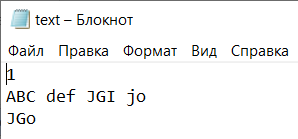 text – Блокнот
Файл Правка Формат Вид Справка
1
ABC def JGI jo
JGo